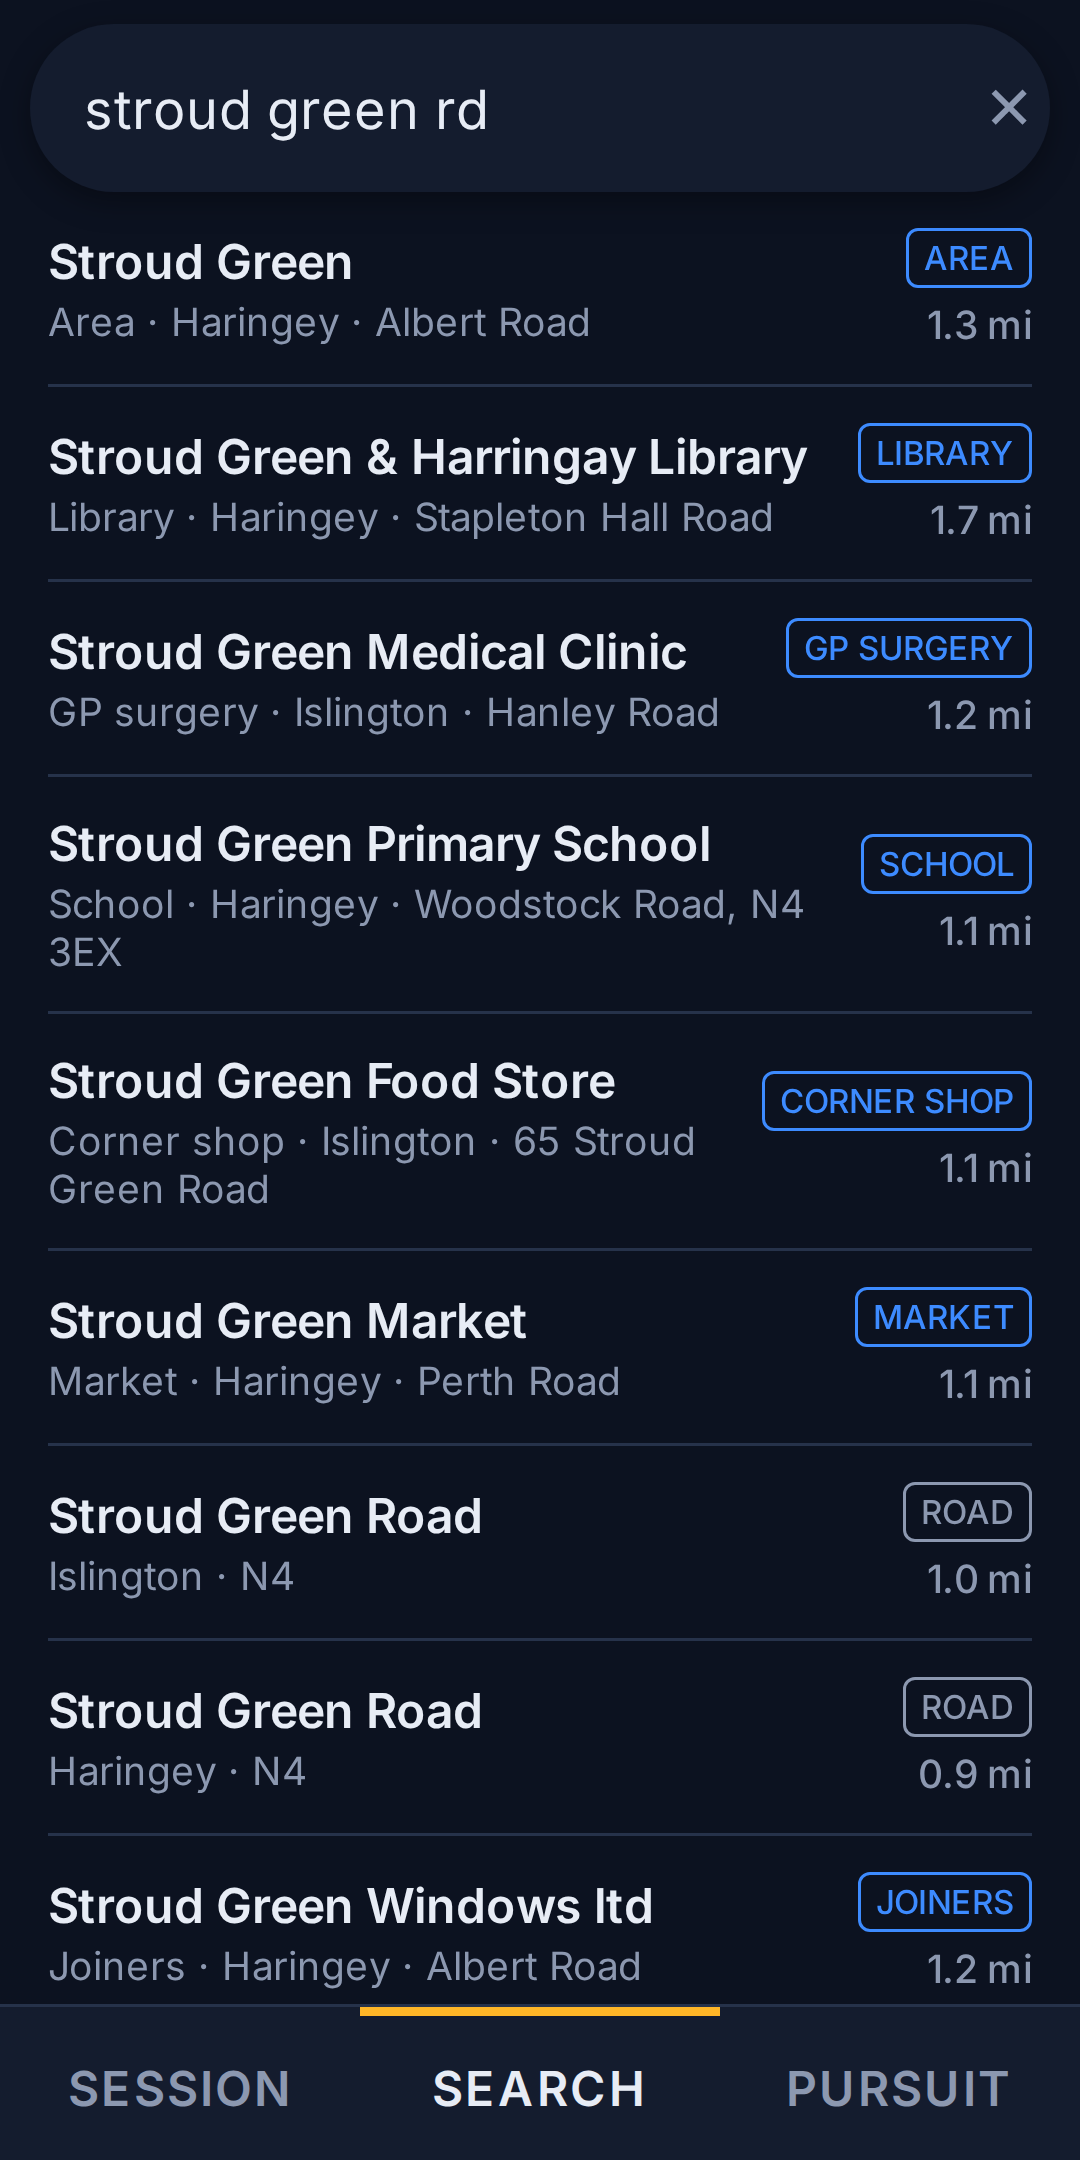 stroud green rd ✕
Stroud Green AREA
Area · Haringey · Albert Road 1.3 mi
Stroud Green & Harringay Library LIBRARY
Library · Haringey · Stapleton Hall Road 1.7 mi
Stroud Green Medical Clinic GP SURGERY
GP surgery · Islington · Hanley Road 1.2 mi
Stroud Green Primary School SCHOOL
School · Haringey · Woodstock Road, N4
3EX 1.1 mi
Stroud Green Food Store CORNER SHOP
Corner shop · Islington · 65 Stroud
Green Road 1.1 mi
Stroud Green Market MARKET
Market · Haringey · Perth Road 1.1 mi
Stroud Green Road ROAD
Islington · N4 1.0 mi
Stroud Green Road ROAD
Haringey · N4 0.9 mi
Stroud Green Windows ltd JOINERS
Joiners · Haringey · Albert Road 1.2 mi
SESSION SEARCH PURSUIT